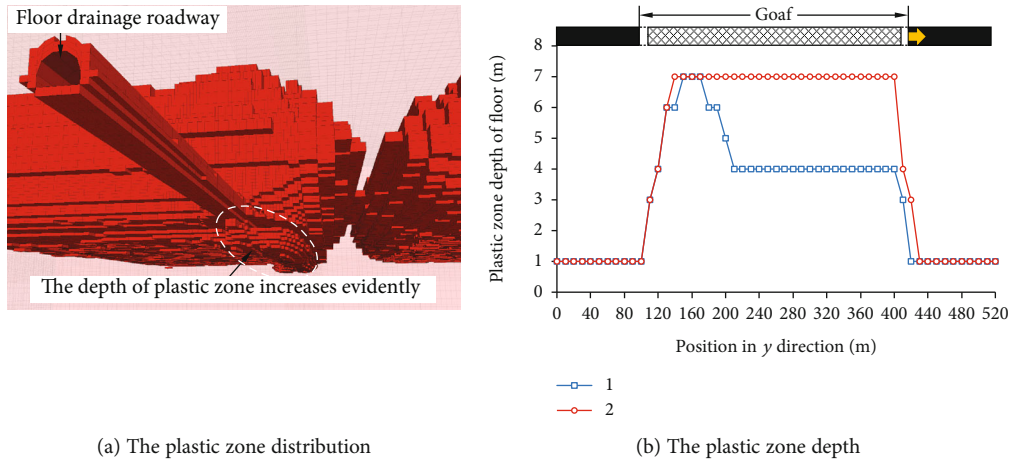 Floor drainage roadway
The depth of plastic zone increases evidently
(a) The plastic zone distribution
Goaf
Plastic zone depth of floor (m)
8
7
6
5
4
3
2
1
0
0 40 80 120 160 200 240 280 320 360 400 440 480 520
Position in y direction (m)
1
2
(b) The plastic zone depth